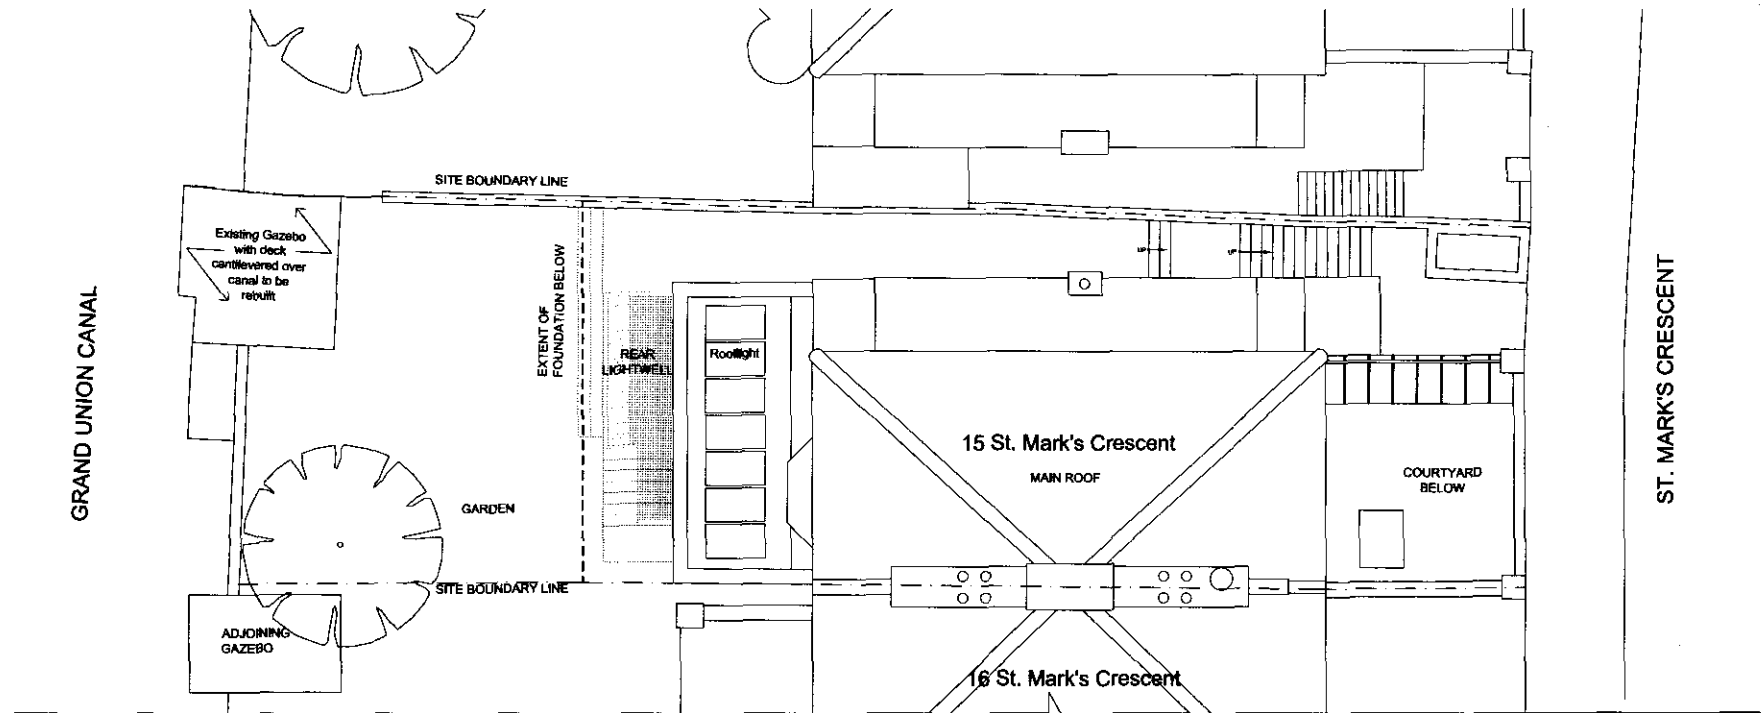 GRAND UNION CANAL
SITE BOUNDARY LINE
Existing Gazebo
with deck
cantilevered over
canal to be
rebuilt
EXTENT OF
FOUNDATION BELOW
REAR
LIGHTWELL
Rooflight
UP
UP
15 St. Mark's Crescent
MAIN ROOF
COURTYARD
BELOW
ST. MARK'S CRESCENT
GARDEN
SITE BOUNDARY LINE
ADJOINING
GAZEBO
16 St. Mark's Crescent